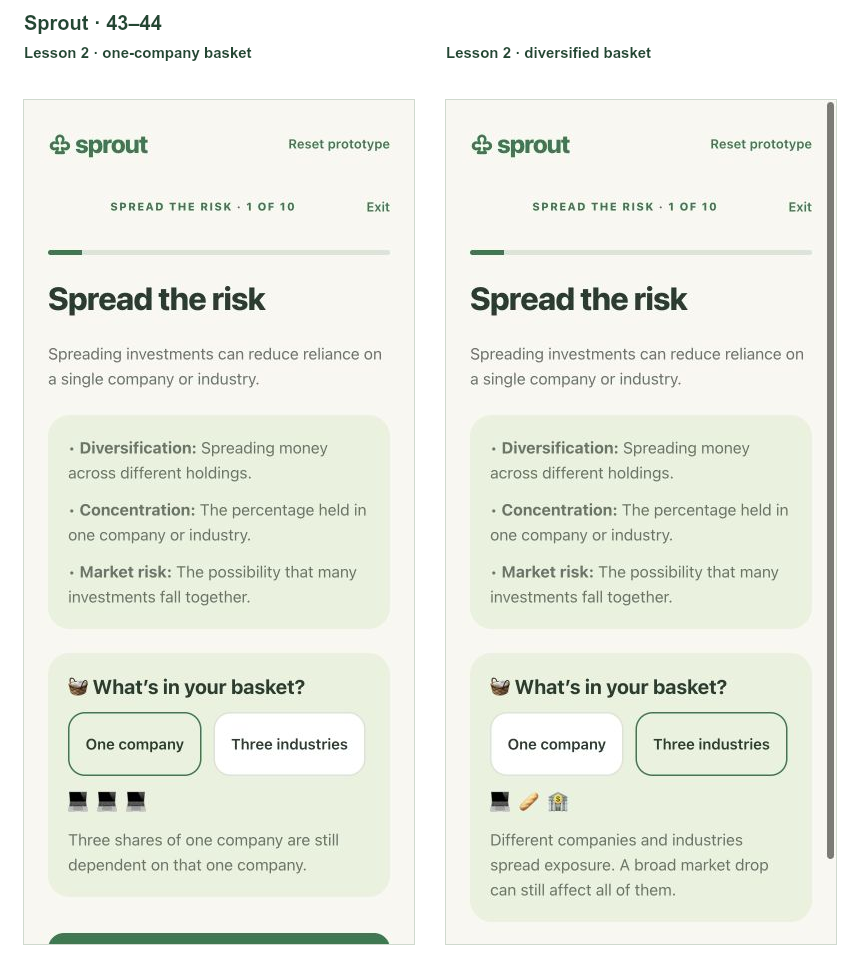 Sprout · 43–44
Lesson 2 · one-company basket
sprout
Reset prototype
SPREAD THE RISK · 1 OF 10
Exit
Spread the risk
Spreading investments can reduce reliance on
a single company or industry.
• Diversification: Spreading money
across different holdings.
• Concentration: The percentage held in
one company or industry.
• Market risk: The possibility that many
investments fall together.
What’s in your basket?
One company
Three industries
Three shares of one company are still
dependent on that one company.
Lesson 2 · diversified basket
sprout
Reset prototype
SPREAD THE RISK · 1 OF 10
Exit
Spread the risk
Spreading investments can reduce reliance on
a single company or industry.
• Diversification: Spreading money
across different holdings.
• Concentration: The percentage held in
one company or industry.
• Market risk: The possibility that many
investments fall together.
What’s in your basket?
One company
Three industries
Different companies and industries
spread exposure. A broad market drop
can still affect all of them.